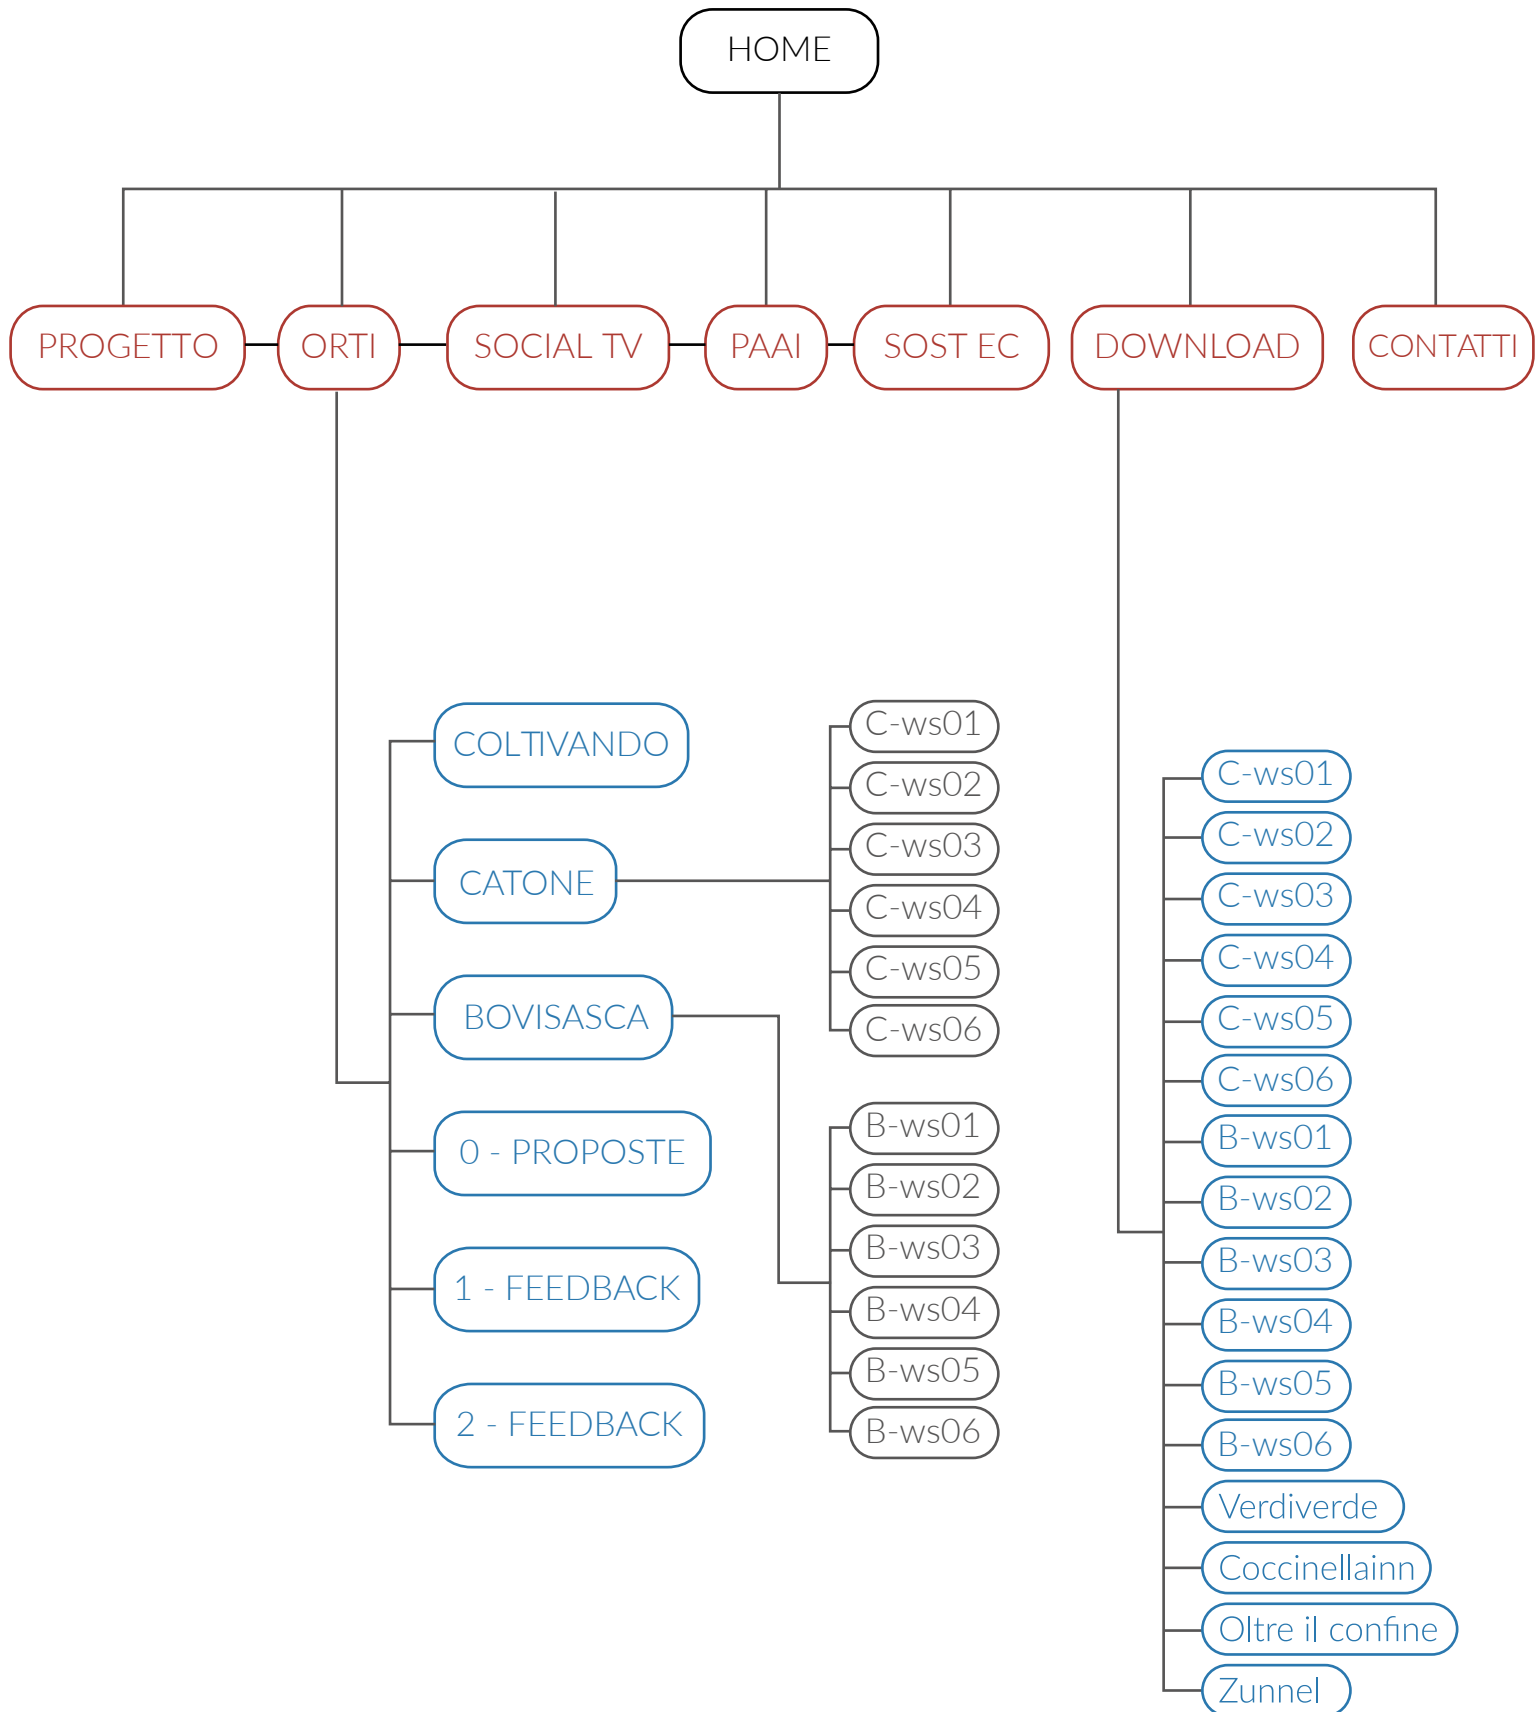 HOME
PROGETTO
ORTI
SOCIAL TV
PAAI
SOST EC
DOWNLOAD
CONTATTI
COLTIVANDO
CATONE
BOVISASCA
0 - PROPOSTE
1 - FEEDBACK
2 - FEEDBACK
C-ws01
C-ws02
C-ws03
C-ws04
C-ws05
C-ws06
B-ws01
B-ws02
B-ws03
B-ws04
B-ws05
B-ws06
C-ws01
C-ws02
C-ws03
C-ws04
C-ws05
C-ws06
B-ws01
B-ws02
B-ws03
B-ws04
B-ws05
B-ws06
Verdiverde
Coccinellainn
Oltre il confine
Zunnel